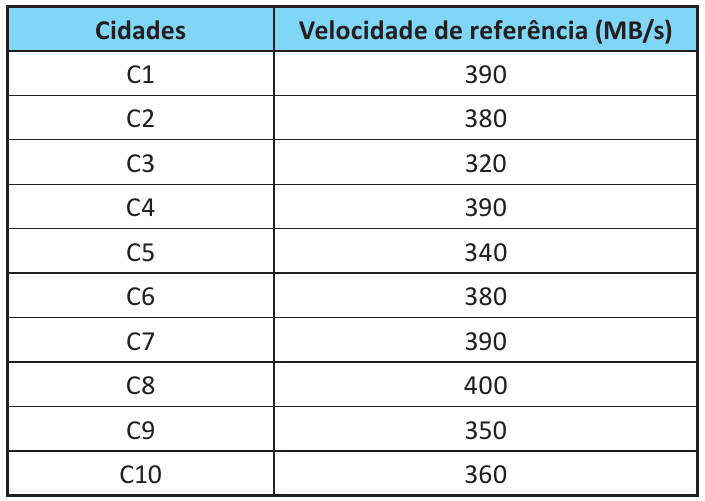 Cidades Velocidade de referência (MB/s)
C1 390
C2 380
C3 320
C4 390
C5 340
C6 380
C7 390
C8 400
C9 350
C10 360